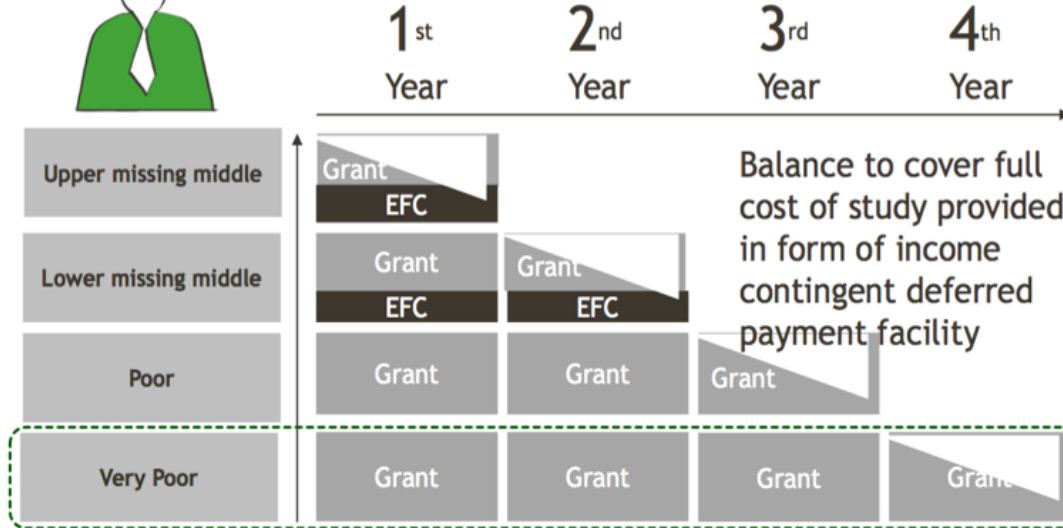 1st 2nd 3rd 4th
Year Year Year Year
Upper missing middle
Grant
EFC
Balance to cover full
cost of study provided
in form of income
contingent deferred
payment facility
Lower missing middle
Grant Grant
EFC EFC
Poor
Grant Grant Grant
Very Poor
Grant Grant Grant Grant